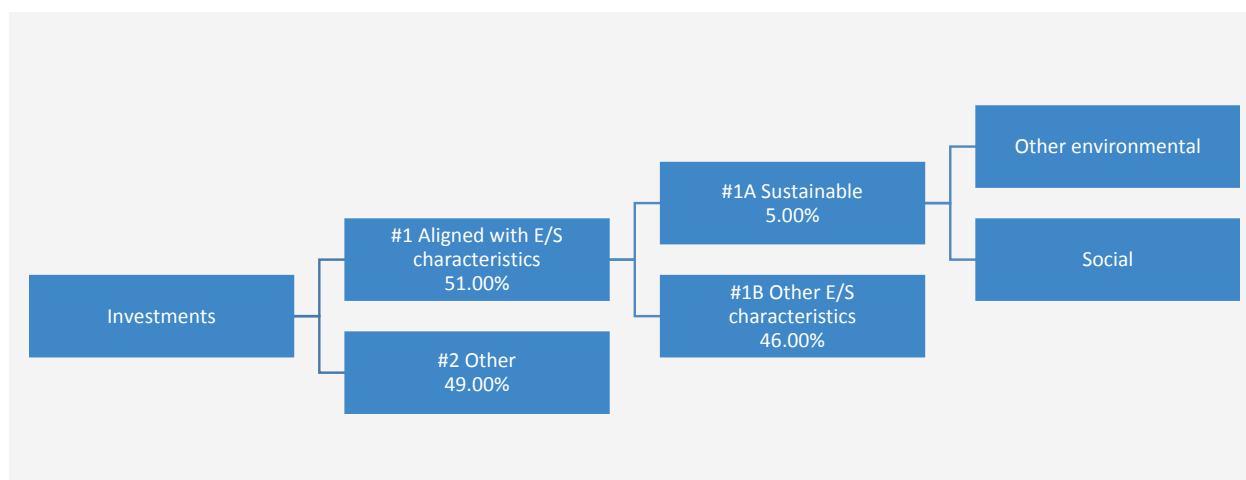 Investments
#1 Aligned with E/S
characteristics
51.00%
#2 Other
49.00%
#1A Sustainable
5.00%
#1B Other E/S
characteristics
46.00%
Other environmental
Social